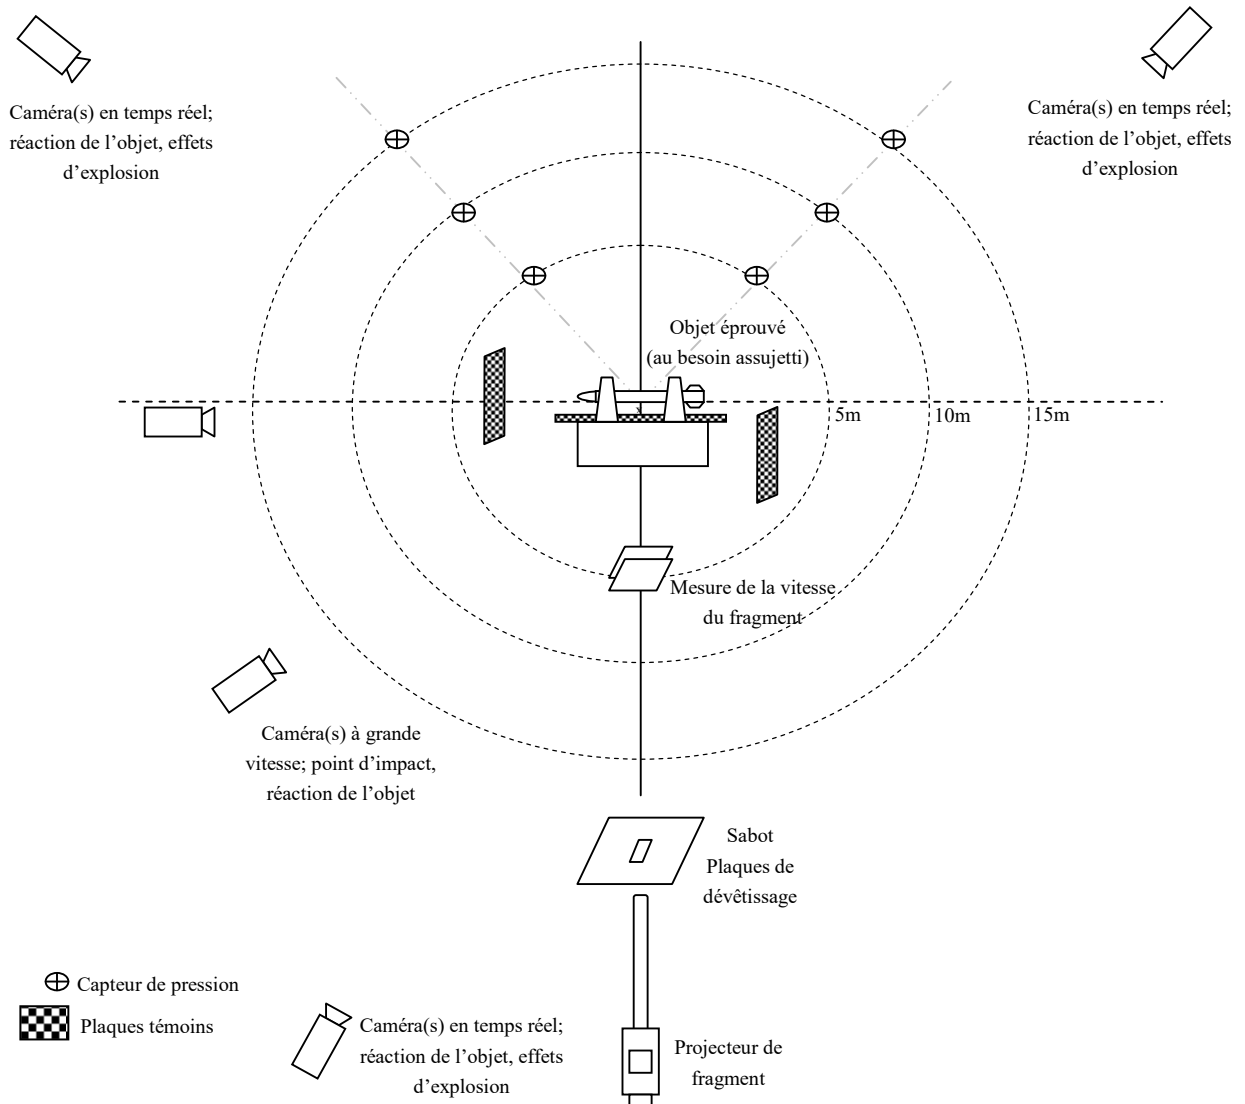 Caméra(s) en temps réel;
réaction de l'objet, effets
d'explosion
Caméra(s) en temps réel;
réaction de l'objet, effets
d'explosion
Objet éprouvé
(au besoin assujetti)
5m
10m
15m
Mesure de la vitesse
du fragment
Caméra(s) à grande
vitesse; point d'impact,
réaction de l'objet
Sabot
Plaques de
dévêtissage
Capteur de pression
Plaques témoins
Caméra(s) en temps réel;
réaction de l'objet, effets
d'explosion
Projecteur de
fragment